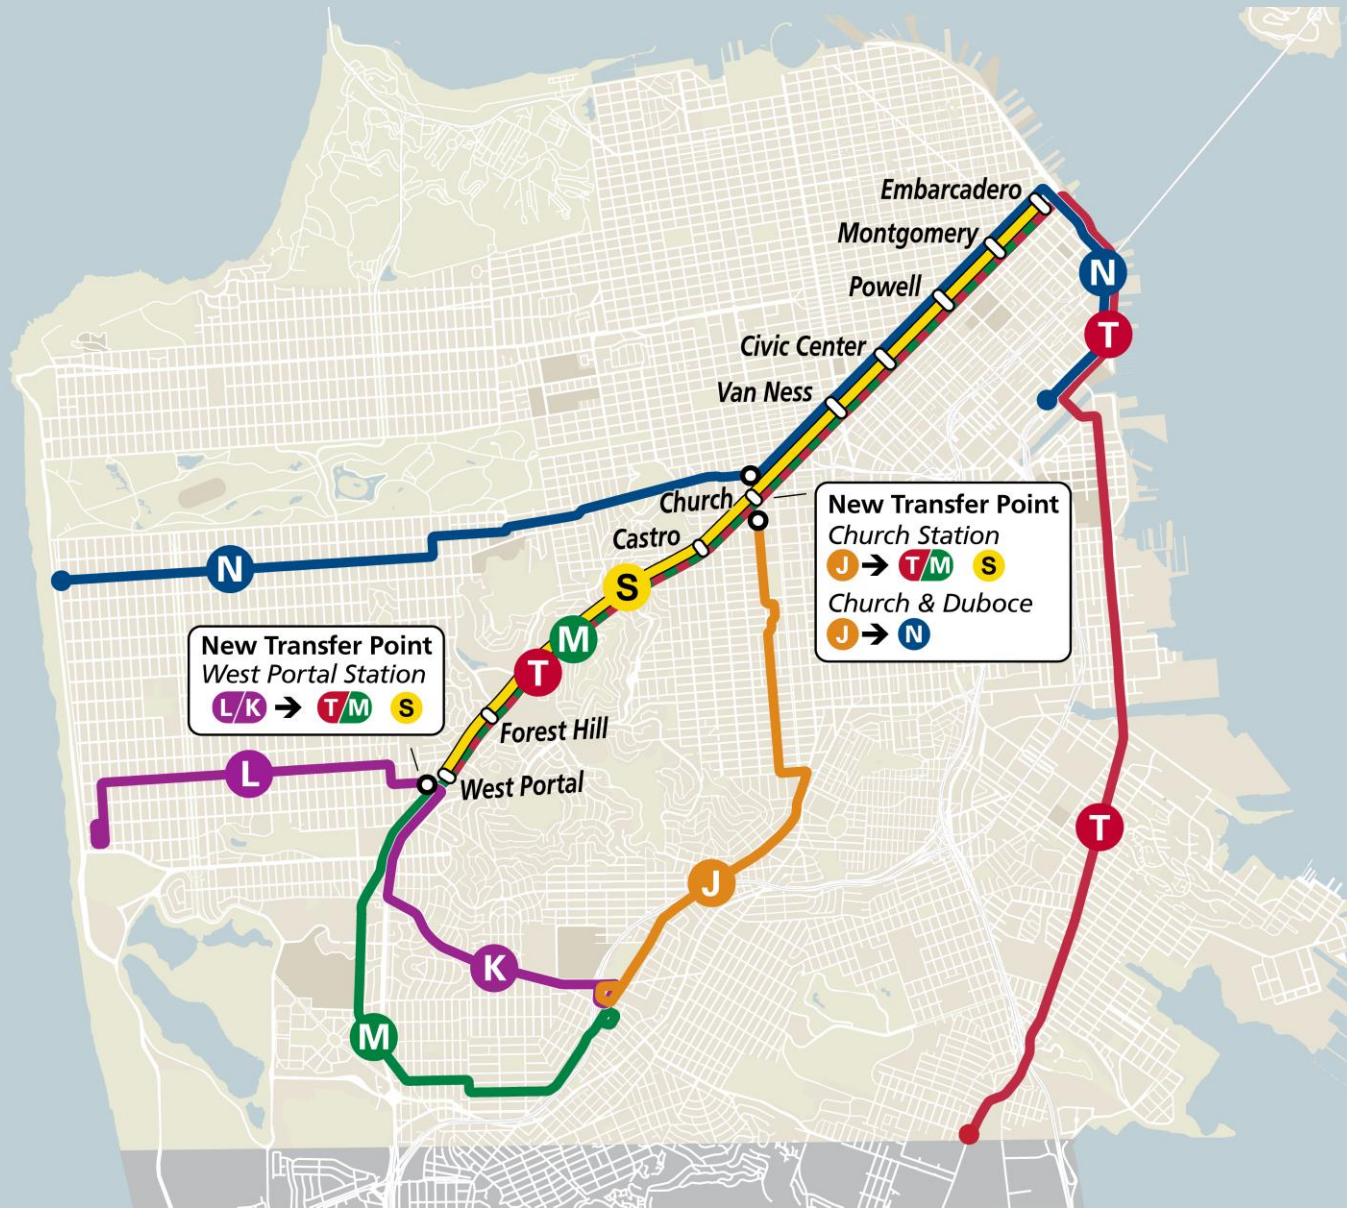 Embarcadero
Montgomery
N
Powell
T
Civic Center
Van Ness
Church
New Transfer Point
Church Station
J → T/M S
Church & Duboce
J → N
Castro
N
S
New Transfer Point
West Portal Station
L/K → T/M S
M
T
Forest Hill
L
West Portal
T
J
K
M